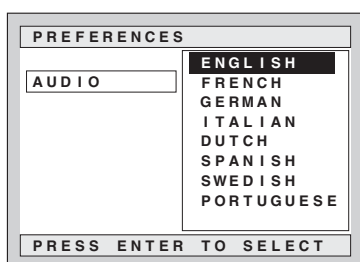 PREFERENCES
AUDIO
ENGLISH
FRENCH
GERMAN
ITALIAN
DUTCH
SPANISH
SWEDISH
PORTUGUESE
PRESS ENTER TO SELECT